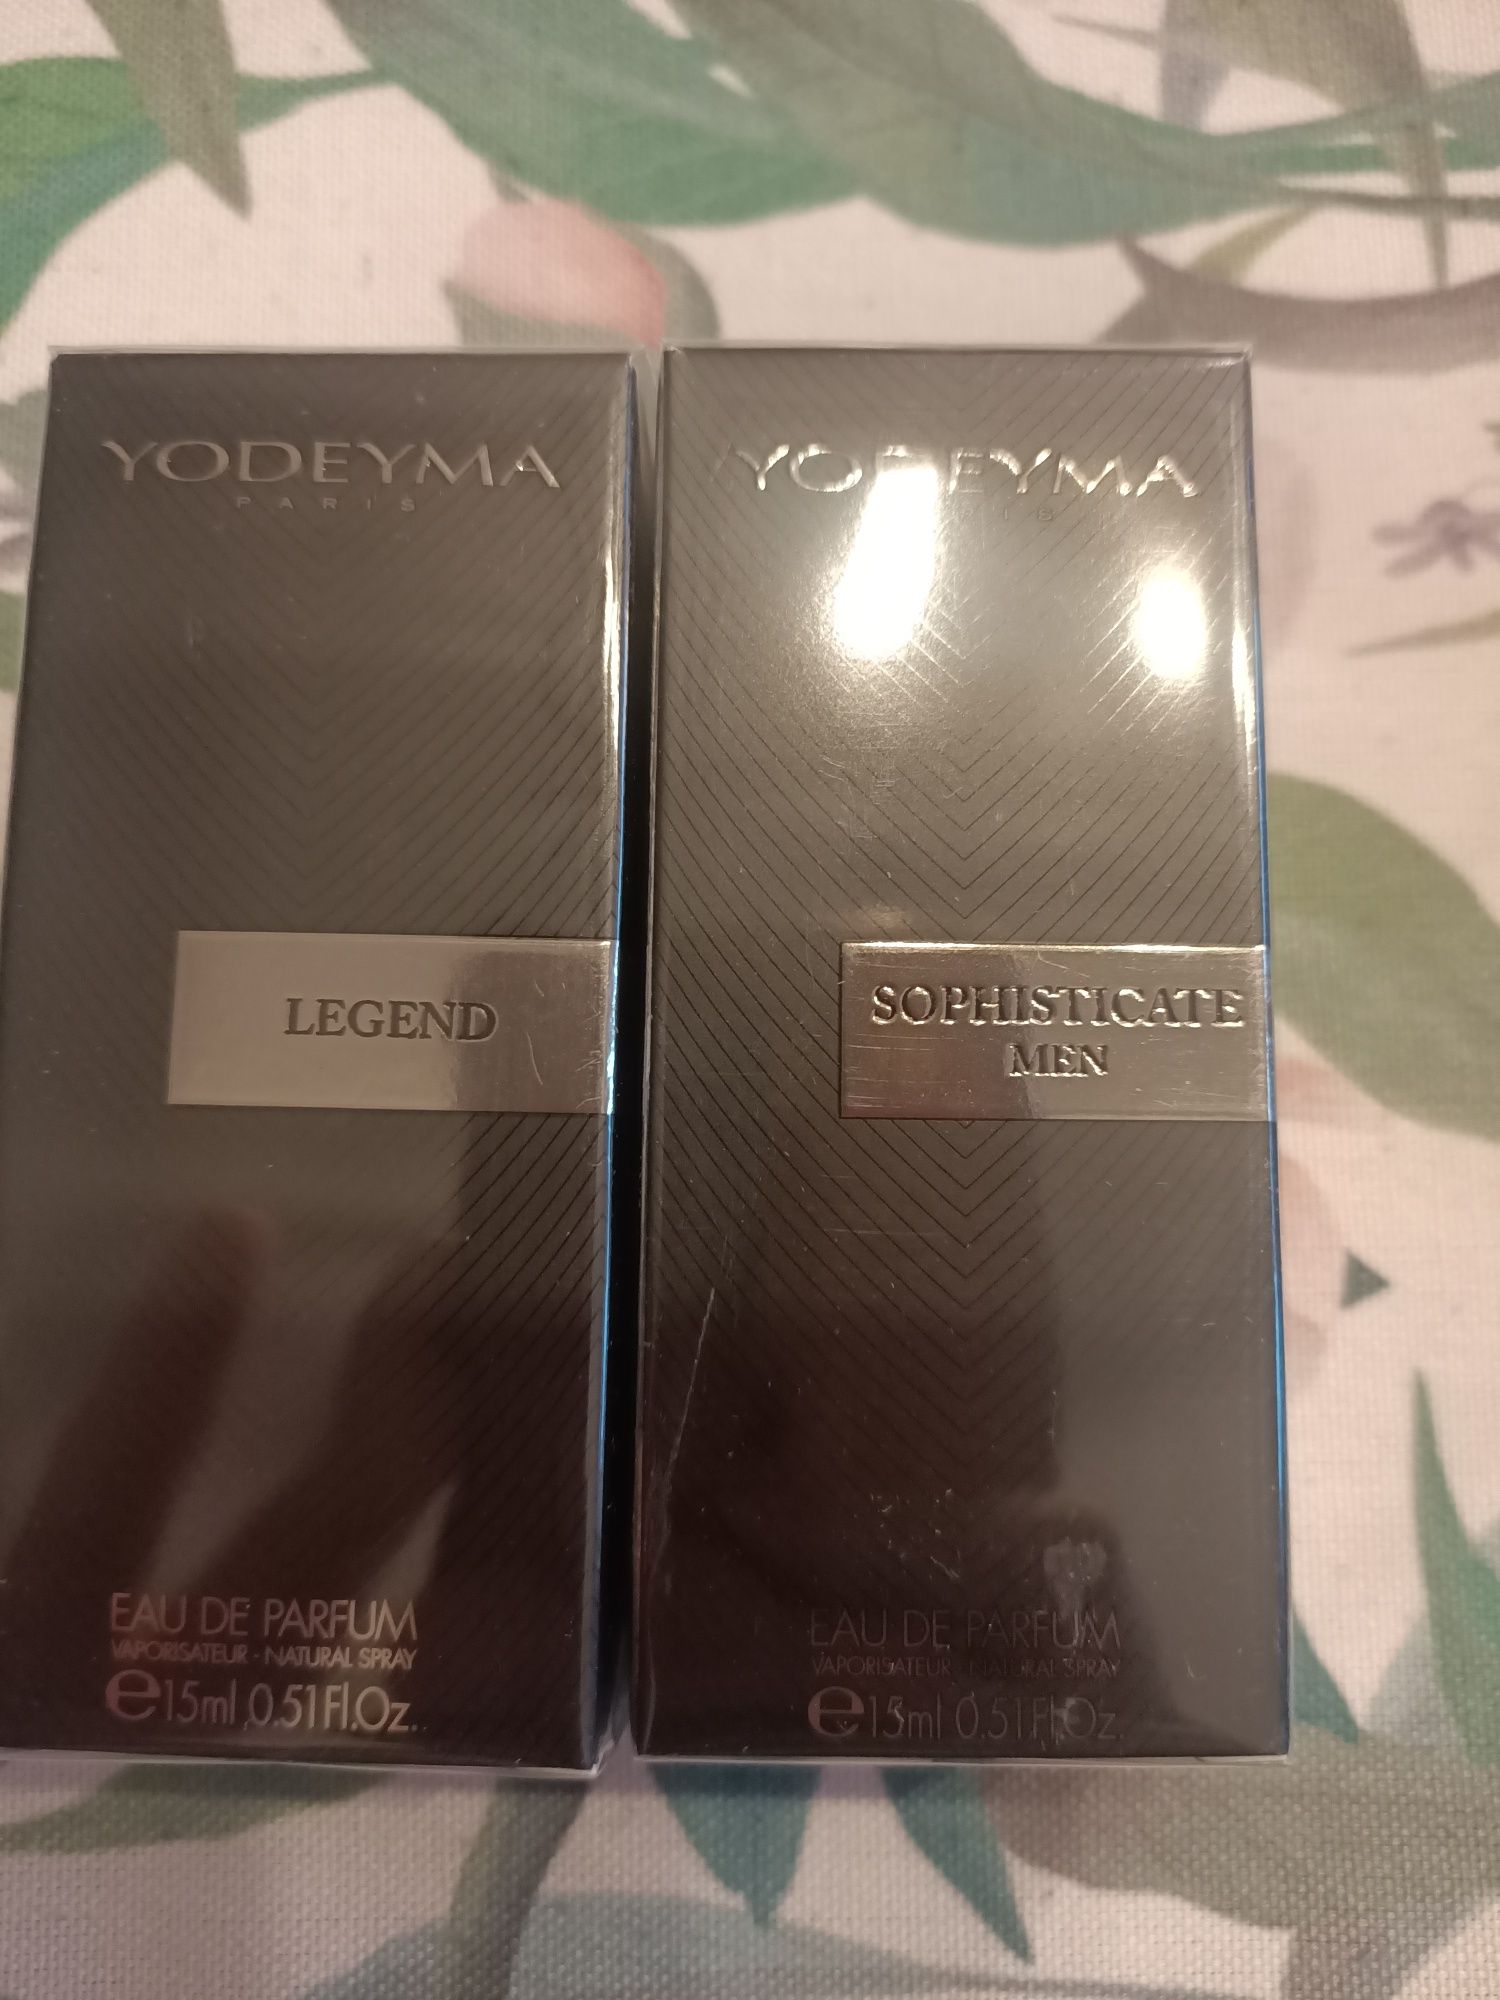 YODEYMA
PARIS
LEGEND
EAU DE PARFUM
VAPORISATEUR - NATURAL SPRAY
e 15ml 0.51Fl.Oz.
YODEYMA
SOPHISTICATE
MEN
EAU DE PARFUM
VAPORISATEUR - NATURAL SPRAY
e 15ml 0.51Fl.Oz.